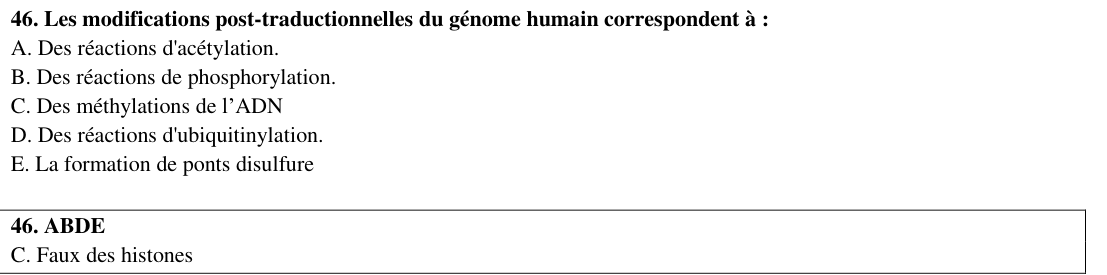 46. Les modifications post-traductionnelles du génome humain correspondent à :
A. Des réactions d'acétylation.
B. Des réactions de phosphorylation.
C. Des méthylations de l’ADN
D. Des réactions d'ubiquitinylation.
E. La formation de ponts disulfure
46. ABDE
C. Faux des histones